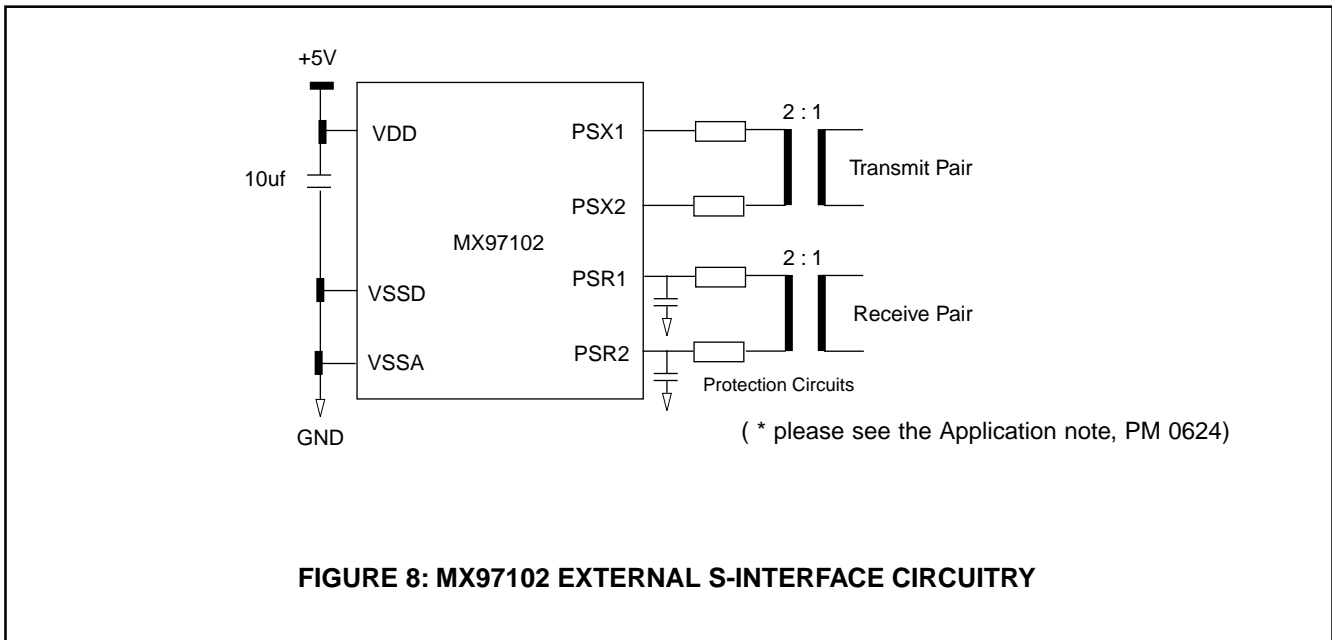 +5V
VDD
10uf
VSSD
VSSA
GND
MX97102
PSX1
PSX2
PSR1
PSR2
2 : 1
Transmit Pair
2 : 1
Receive Pair
Protection Circuits
( * please see the Application note, PM 0624)
FIGURE 8: MX97102 EXTERNAL S-INTERFACE CIRCUITRY